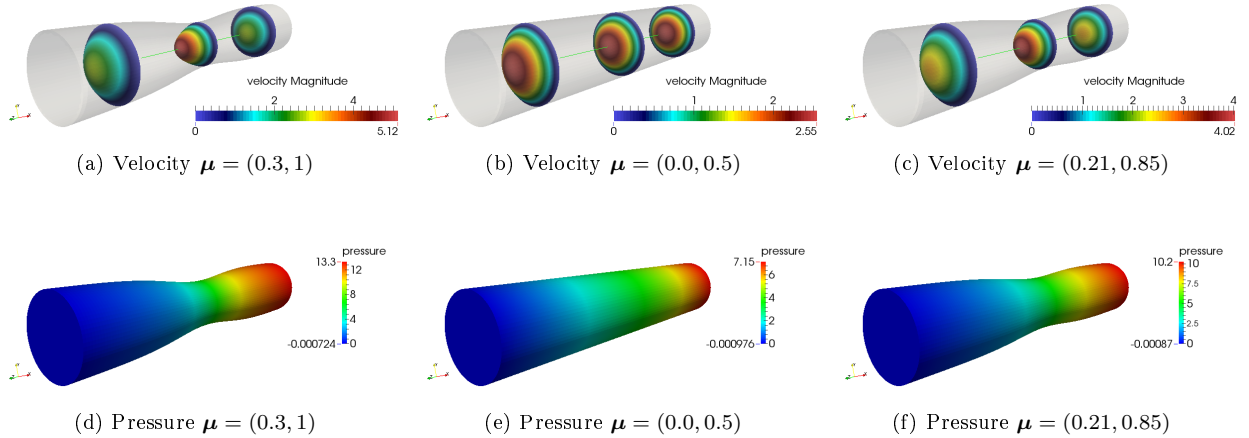 velocity Magnitude
2 4
0 5.12
(a) Velocity μ = (0.3, 1)
velocity Magnitude
1 2
0 2.55
(b) Velocity μ = (0.0, 0.5)
velocity Magnitude
1 2 3 4
0 4.02
(c) Velocity μ = (0.21, 0.85)
pressure
13.3
12
8
4
-0.000724 0
(d) Pressure μ = (0.3, 1)
pressure
7.15
6
4
2
-0.000976 0
(e) Pressure μ = (0.0, 0.5)
pressure
10.2 10
7.5
5
2.5
-0.00087 0
(f) Pressure μ = (0.21, 0.85)